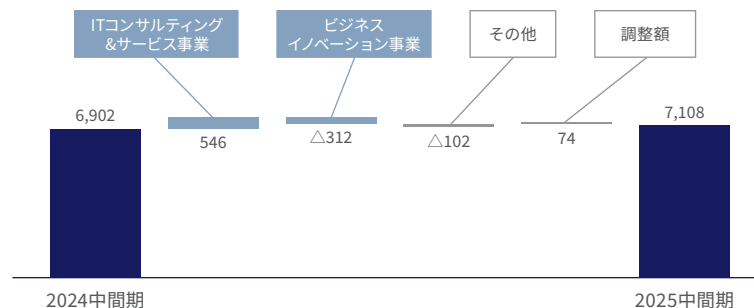 ITコンサルティング
&サービス事業
ビジネス
イノベーション事業
その他
調整額
6,902
546
△312
△102
74
7,108
2024中間期
2025中間期